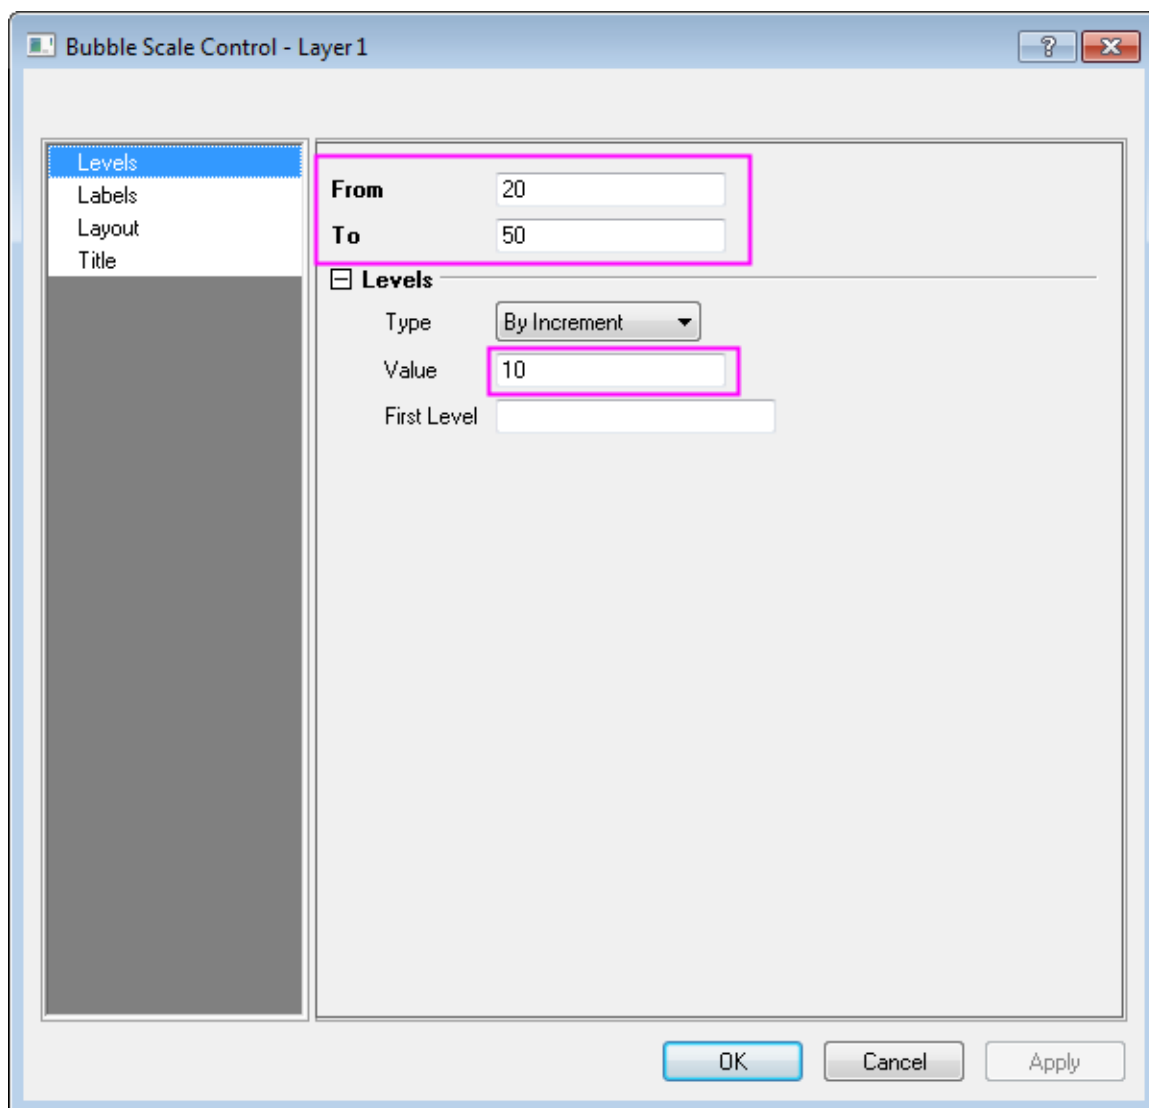 Bubble Scale Control - Layer 1
?
Levels
Labels
Layout
Title
From 20
To 50
Levels
Type By Increment
Value 10
First Level
OK Cancel Apply